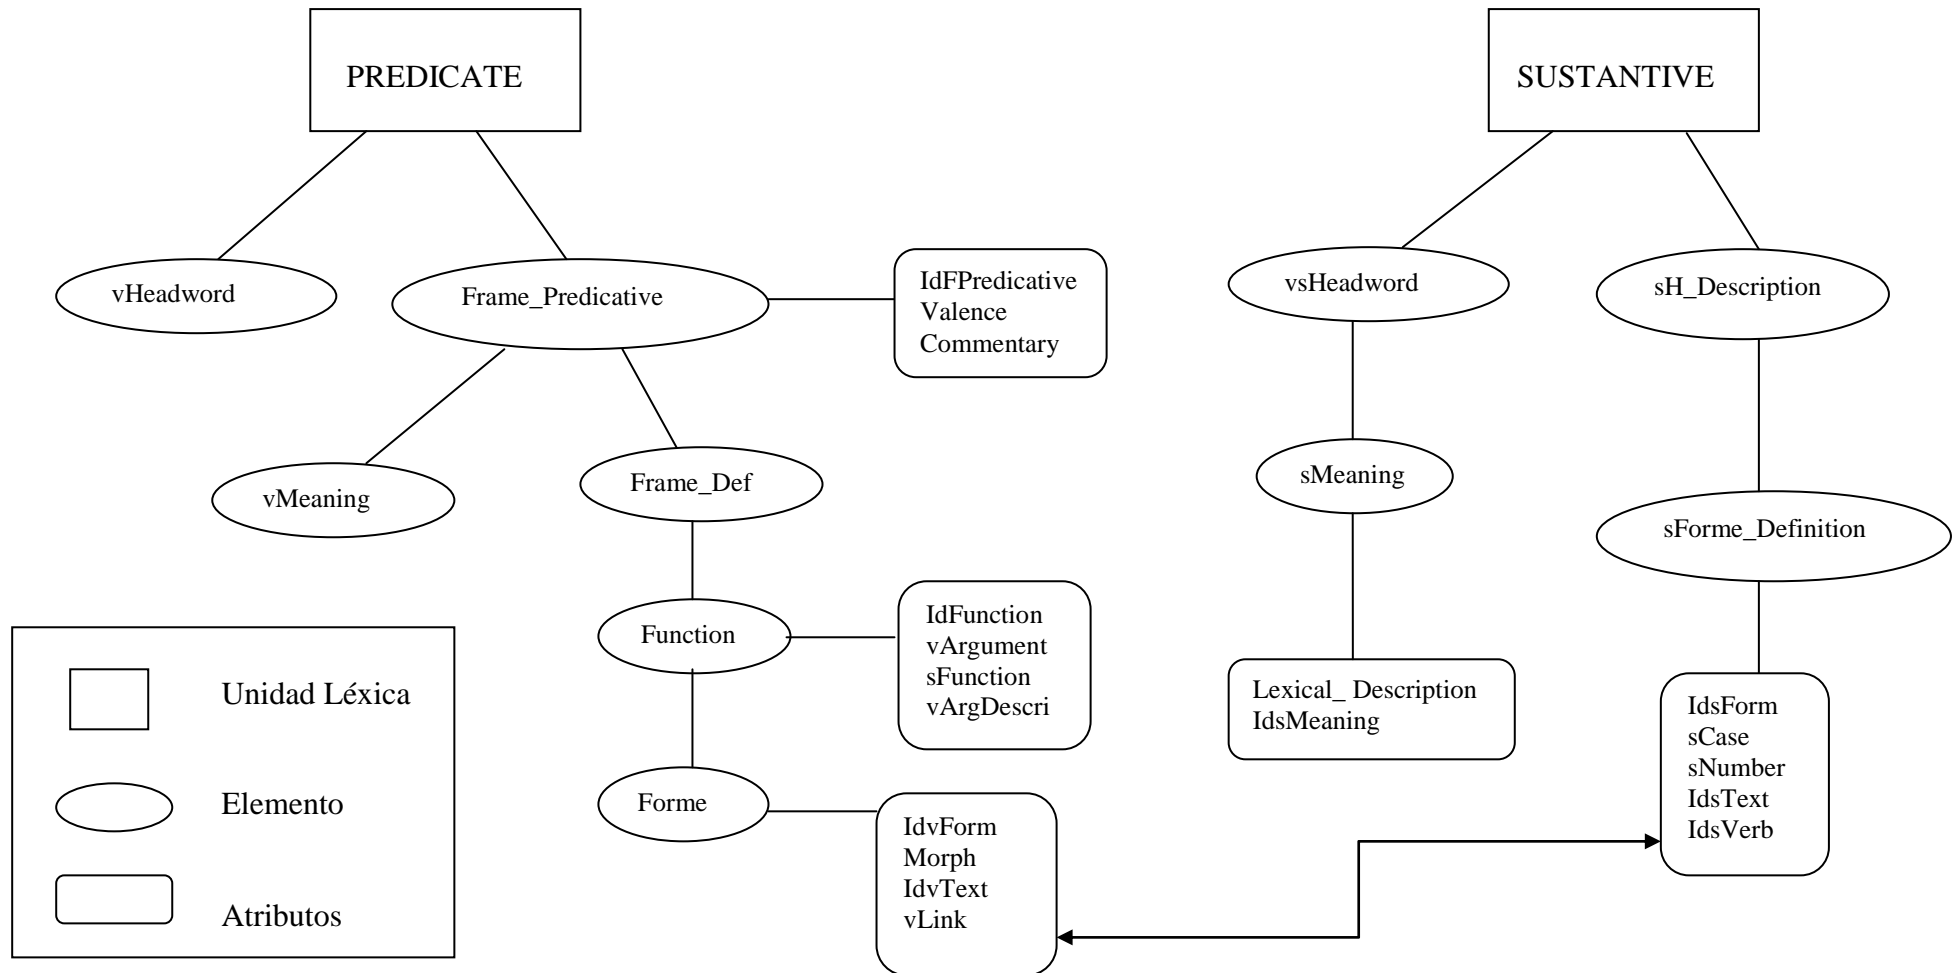 PREDICATE
SUSTANTIVE
vHeadword
Frame_Predicative
IdFPredicative
Valence
Commentary
vsHeadword
sH_Description
vMeaning
Frame_Def
sMeaning
sForme_Definition
Function
IdFunction
vArgument
sFunction
vArgDescri
Lexical_ Description
IdsMeaning
IdsForm
sCase
sNumber
IdsText
IdsVerb
Forme
IdvForm
Morph
IdvText
vLink
Unidad Léxica
Elemento
Atributos